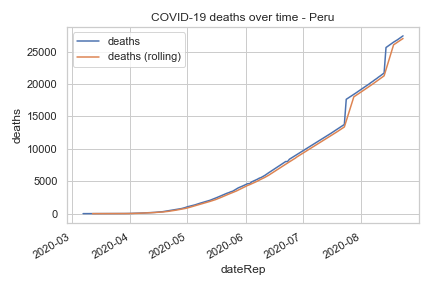 COVID-19 deaths over time - Peru
deaths
deaths (rolling)
deaths
25000
20000
15000
10000
5000
0
2020-03
2020-04
2020-05
2020-06
2020-07
2020-08
dateRep